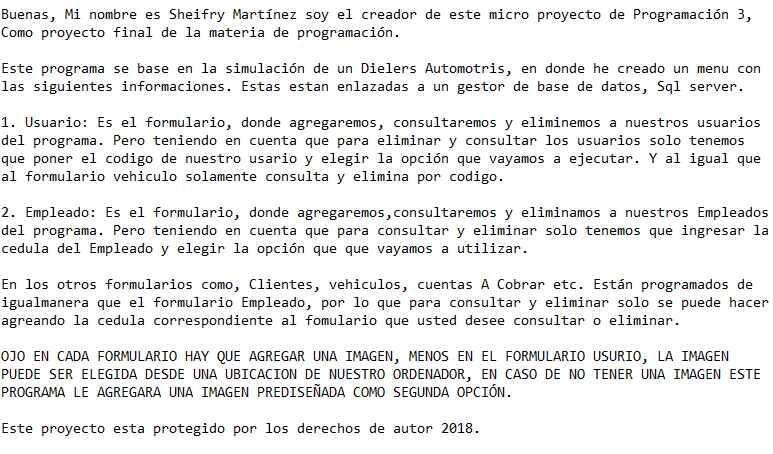 Buenas, Mi nombre es Sheifry Martínez soy el creador de este micro proyecto de Programación 3,
Como proyecto final de la materia de programación.
Este programa se base en la simulación de un Dielers Automotris, en donde he creado un menu con
las siguientes informaciones. Estas estan enlazadas a un gestor de base de datos, Sql server.
1. Usuario: Es el formulario, donde agregaremos, consultaremos y eliminemos a nuestros usuarios
del programa. Pero teniendo en cuenta que para eliminar y consultar los usuarios solo tenemos
que poner el codigo de nuestro usario y elegir la opción que vayamos a ejecutar. Y al igual que
al formulario vehiculo solamente consulta y elimina por codigo.
2. Empleado: Es el formulario, donde agregaremos,consultaremos y eliminamos a nuestros Empleados
del programa. Pero teniendo en cuenta que para consultar y eliminar solo tenemos que ingresar la
cedula del Empleado y elegir la opción que que vayamos a utilizar.
En los otros formularios como, Clientes, vehiculos, cuentas A Cobrar etc. Están programados de
igualmanera que el formulario Empleado, por lo que para consultar y eliminar solo se puede hacer
agreando la cedula correspondiente al fomulario que usted desee consultar o eliminar.
OJO EN CADA FORMULARIO HAY QUE AGREGAR UNA IMAGEN, MENOS EN EL FORMULARIO USURIO, LA IMAGEN
PUEDE SER ELEGIDA DESDE UNA UBICACION DE NUESTRO ORDENADOR, EN CASO DE NO TENER UNA IMAGEN ESTE
PROGRAMA LE AGREGARA UNA IMAGEN PREDISEÑADA COMO SEGUNDA OPCIÓN.
Este proyecto esta protegido por los derechos de autor 2018.